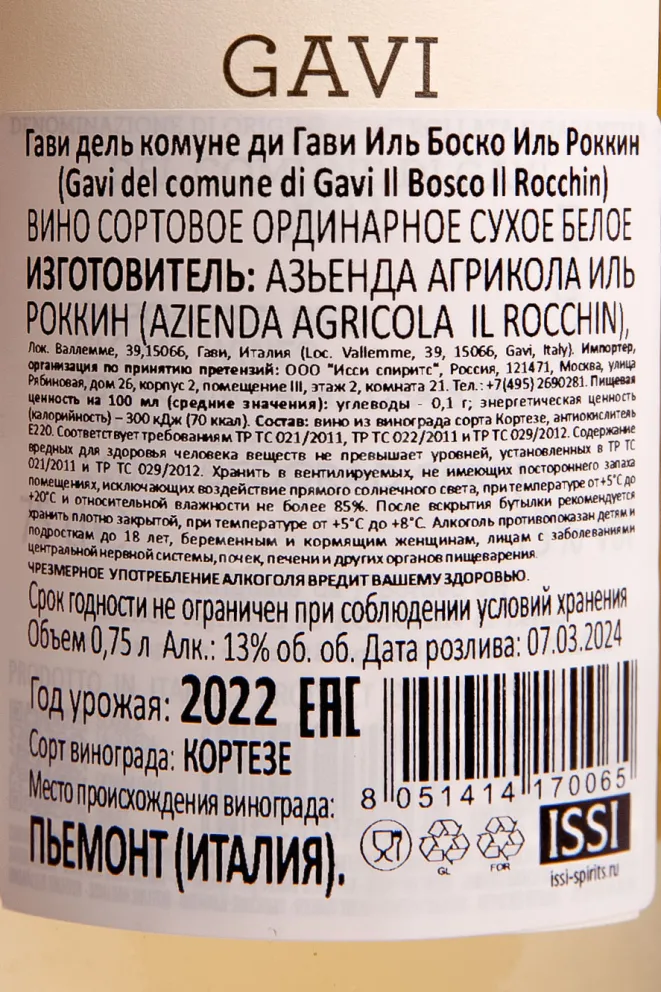 GAVI
Гави дель комуне ди Гави Иль Боско Иль Роккин
(Gavi del comune di Gavi Il Bosco Il Rocchin)
ВИНО СОРТОВОЕ ОРДИНАРНОЕ СУХОЕ БЕЛОЕ
ИЗГОТОВИТЕЛЬ: АЗЬЕНДА АГРИКОЛА ИЛЬ
РОККИН (AZIENDA AGRICOLA IL ROCCHIN),
Лок. Валлемме, 39,15066, Гави, Италия (Loc. Vallemme, 39, 15066, Gavi, Italy). Импортер,
организация по принятию претензий: ООО "Исси спиритс", Россия, 121471, Москва, улица
Рябиновая, дом 26, корпус 2, помещение III, этаж 2, комната 21. Тел.: +7(495) 2690281. Пищевая
ценность на 100 мл (средние значения): углеводы - 0,1 г; энергетическая ценность
(калорийность) – 300 кДж (70 ккал). Состав: вино из винограда сорта Кортезе, антиокислитель
Е220. Соответствует требованиям ТР ТС 021/2011, ТР ТС 022/2011 и ТР ТС 029/2012. Содержание
вредных для здоровья человека веществ не превышает уровней, установленных в ТР ТС
021/2011 и ТР ТС 029/2012. Хранить в вентилируемых, не имеющих постороннего запаха
помещениях, исключающих воздействие прямого солнечного света, при температуре от +5°С до
+20°С и относительной влажности не более 85%. После вскрытия бутылки рекомендуется
хранить плотно закрытой, при температуре от +5°С до +8°С. Алкоголь противопоказан детям и
подросткам до 18 лет, беременным и кормящим женщинам, лицам с заболеваниями
центральной нервной системы, почек, печени и других органов пищеварения.
ЧРЕЗМЕРНОЕ УПОТРЕБЛЕНИЕ АЛКОГОЛЯ ВРЕДИТ ВАШЕМУ ЗДОРОВЬЮ.
Срок годности не ограничен при соблюдении условий хранения
Объем 0,75 л Алк.: 13% об. об. Дата розлива: 07.03.2024
Год урожая: 2022 EAC
Сорт винограда: КОРТЕЗЕ
Место происхождения винограда:
ПЬЕМОНТ (ИТАЛИЯ).
8 051414 170065
GL
FOR
ISSI
issi-spirits.ru